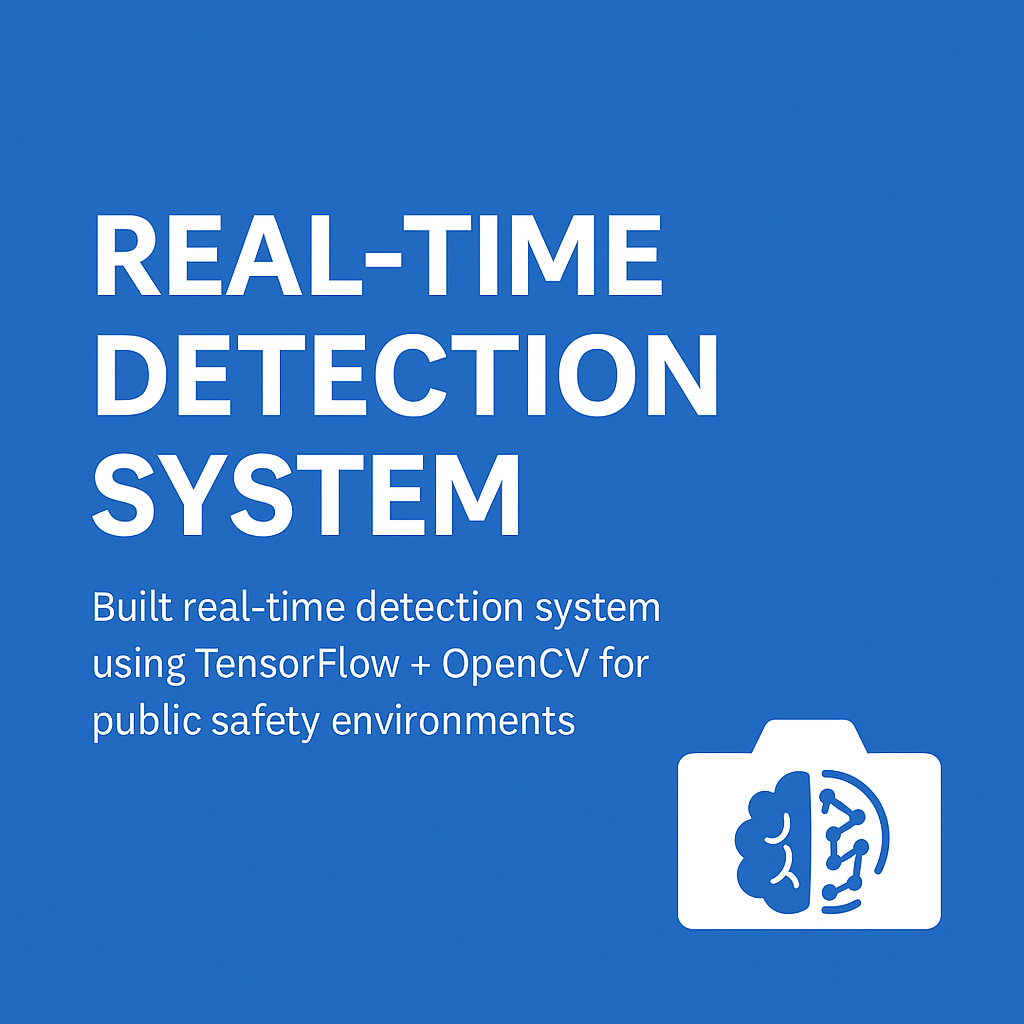 REAL-TIME
DETECTION
SYSTEM
Built real-time detection system
using TensorFlow + OpenCV for
public safety environments